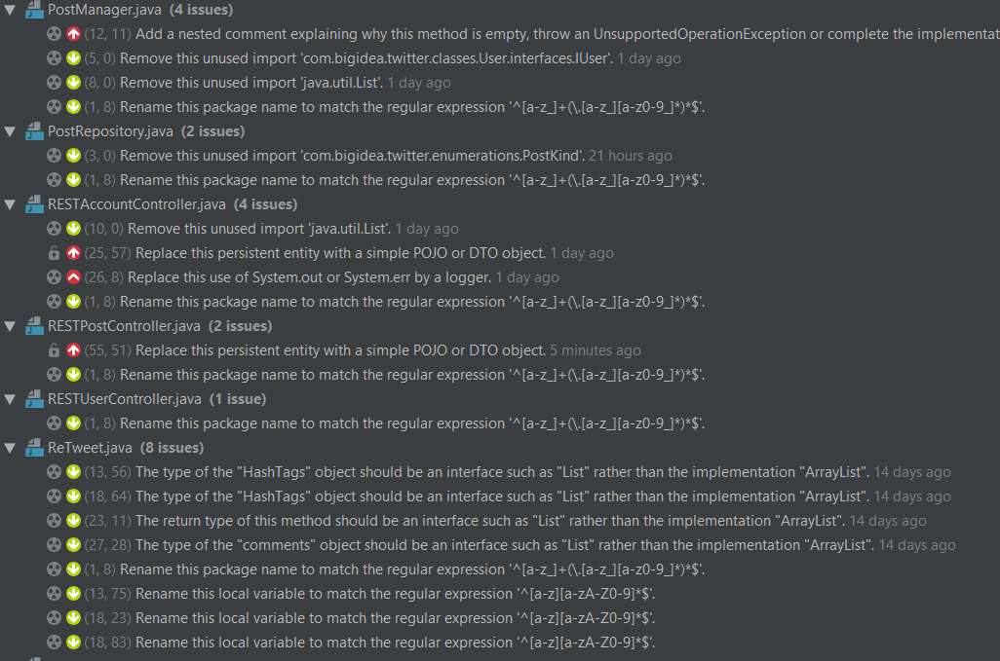 PostManager.java (4 issues)
(12, 11) Add a nested comment explaining why this method is empty, throw an UnsupportedOperationException or complete the
(5, 0) Remove this unused import 'com.bigidea.twitter.classes.User.interfaces.IUser'. 1 day ago
(8, 0) Remove this unused import 'java.util.List'. 1 day ago
(1, 8) Rename this package name to match the regular expression '^[a-z_]+(\.[a-z_][a-z0-9_]*)*$'.
PostRepository.java (2 issues)
(3, 0) Remove this unused import 'com.bigidea.twitter.enumerations.PostKind'. 21 hours ago
(1, 8) Rename this package name to match the regular expression '^[a-z_]+(\.[a-z_][a-z0-9_]*)*$'.
RESTAccountController.java (4 issues)
(10, 0) Remove this unused import 'java.util.List'. 1 day ago
(25, 57) Replace this persistent entity with a simple POJO or DTO object. 1 day ago
(26, 8) Replace this use of System.out or System.err by a logger. 1 day ago
(1, 8) Rename this package name to match the regular expression '^[a-z_]+(\.[a-z_][a-z0-9_]*)*$'.
RESTPostController.java (2 issues)
(55, 51) Replace this persistent entity with a simple POJO or DTO object. 5 minutes ago
(1, 8) Rename this package name to match the regular expression '^[a-z_]+(\.[a-z_][a-z0-9_]*)*$'.
RESTUserController.java (1 issue)
(1, 8) Rename this package name to match the regular expression '^[a-z_]+(\.[a-z_][a-z0-9_]*)*$'.
ReTweet.java (8 issues)
(13, 56) The type of the "HashTags" object should be an interface such as "List" rather than the implementation "ArrayList". 14 days ago
(18, 64) The type of the "HashTags" object should be an interface such as "List" rather than the implementation "ArrayList". 14 days ago
(23, 11) The return type of this method should be an interface such as "List" rather than the implementation "ArrayList". 14 days ago
(27, 28) The type of the "comments" object should be an interface such as "List" rather than the implementation "ArrayList". 14 days ago
(1, 8) Rename this package name to match the regular expression '^[a-z_]+(\.[a-z_][a-z0-9_]*)*$'.
(13, 75) Rename this local variable to match the regular expression '^[a-z][a-zA-Z0-9]*$'.
(18, 23) Rename this local variable to match the regular expression '^[a-z][a-zA-Z0-9]*$'.
(18, 83) Rename this local variable to match the regular expression '^[a-z][a-zA-Z0-9]*$'.